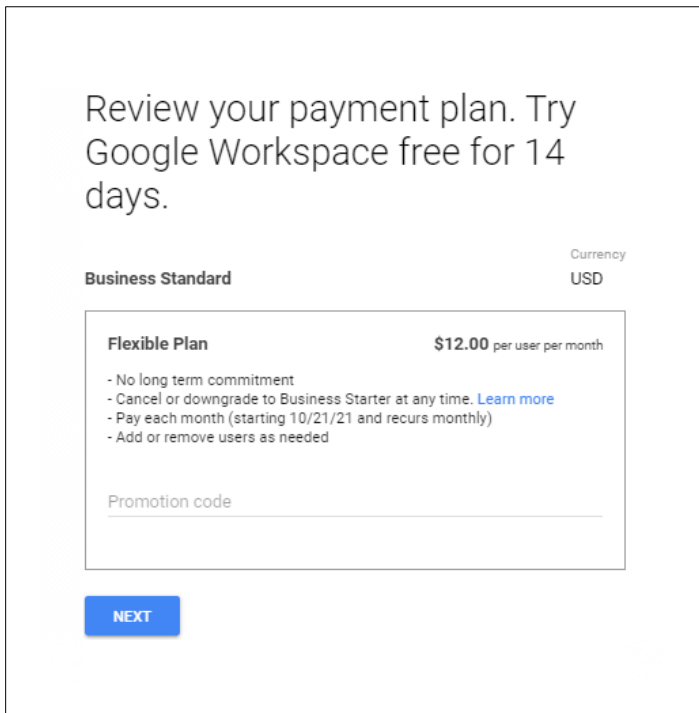 Review your payment plan. Try
Google Workspace free for 14
days.
Currency
Business Standard USD
Flexible Plan $12.00 per user per month
- No long term commitment
- Cancel or downgrade to Business Starter at any time. Learn more
- Pay each month (starting 10/21/21 and recurs monthly)
- Add or remove users as needed
Promotion code
NEXT